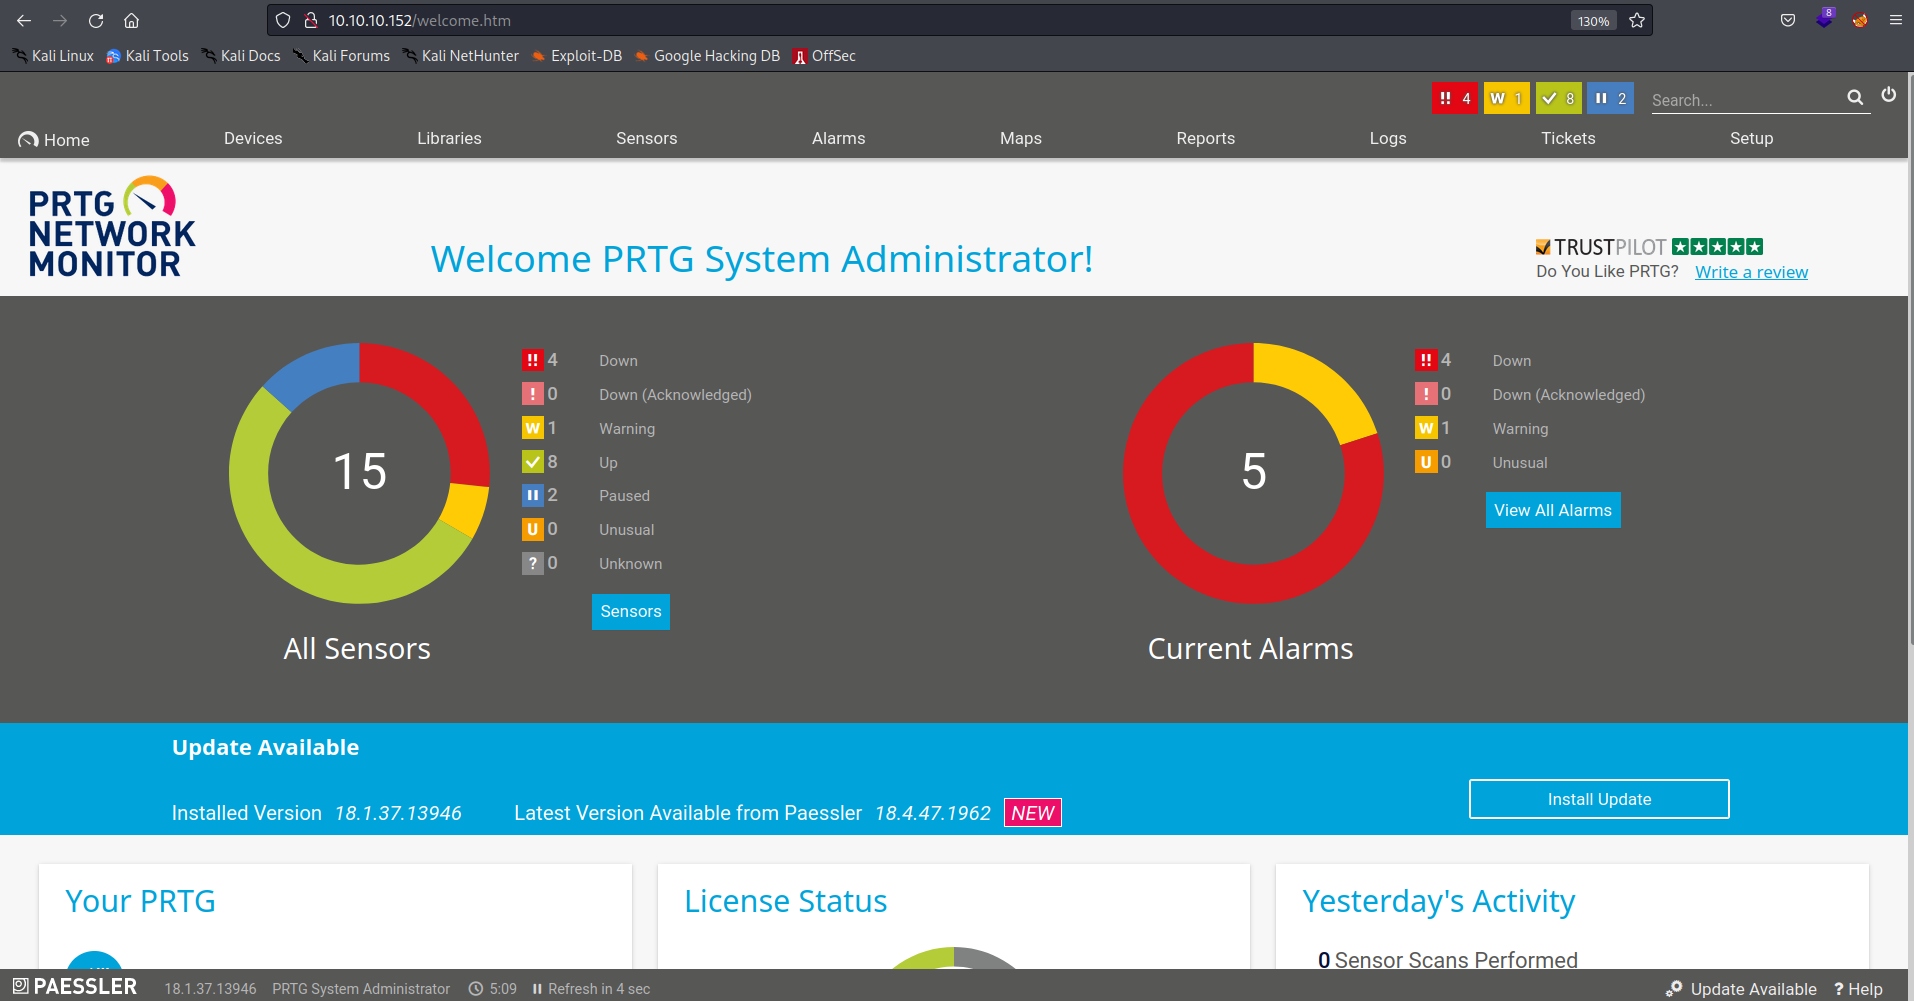 10.10.10.152/welcome.htm
130%
8
Kali Linux Kali Tools Kali Docs Kali Forums Kali NetHunter Exploit-DB Google Hacking DB OffSec
!! 4 W 1 8 2 Search...
Home Devices Libraries Sensors Alarms Maps Reports Logs Tickets Setup
PRTG
NETWORK
MONITOR
Welcome PRTG System Administrator!
TRUSTPILOT
Do You Like PRTG? Write a review
15
!! 4 Down
! 0 Down (Acknowledged)
W 1 Warning
8 Up
2 Paused
U 0 Unusual
? 0 Unknown
Sensors
All Sensors
5
!! 4 Down
! 0 Down (Acknowledged)
W 1 Warning
U 0 Unusual
View All Alarms
Current Alarms
Update Available
Installed Version 18.1.37.13946 Latest Version Available from Paessler 18.4.47.1962 NEW
Install Update
Your PRTG
License Status
Yesterday's Activity
0 Sensor Scans Performed
PAESSLER 18.1.37.13946 PRTG System Administrator 5:09 Refresh in 4 sec Update Available ? Help